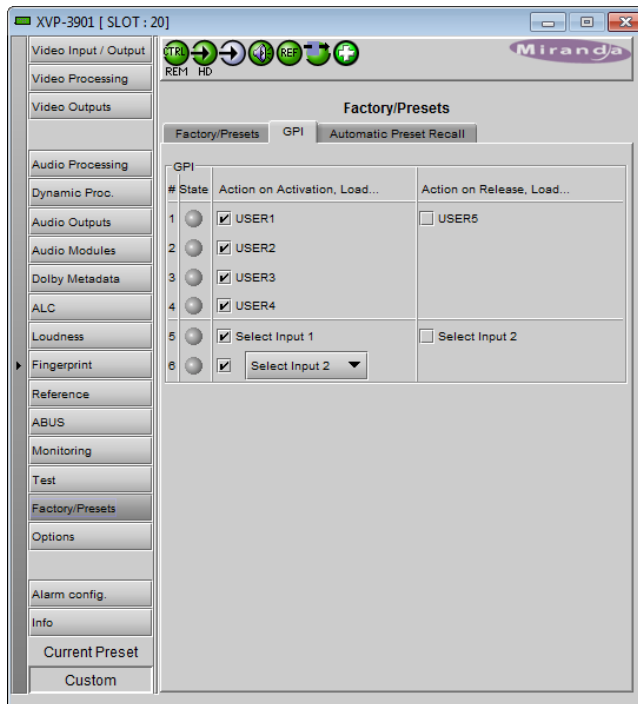 XVP-3901 [ SLOT : 20]
Video Input / Output
Video Processing
Video Outputs
Audio Processing
Dynamic Proc.
Audio Outputs
Audio Modules
Dolby Metadata
ALC
Loudness
Fingerprint
Reference
ABUS
Monitoring
Test
Factory/Presets
Options
Alarm config.
Info
Current Preset
Custom
CTRL REF
REM HD
Miranda
Factory/Presets
Factory/Presets GPI Automatic Preset Recall
GPI
# State Action on Activation, Load... Action on Release, Load...
1 USER1 USER5
2 USER2
3 USER3
4 USER4
5 Select Input 1 Select Input 2
6 Select Input 2